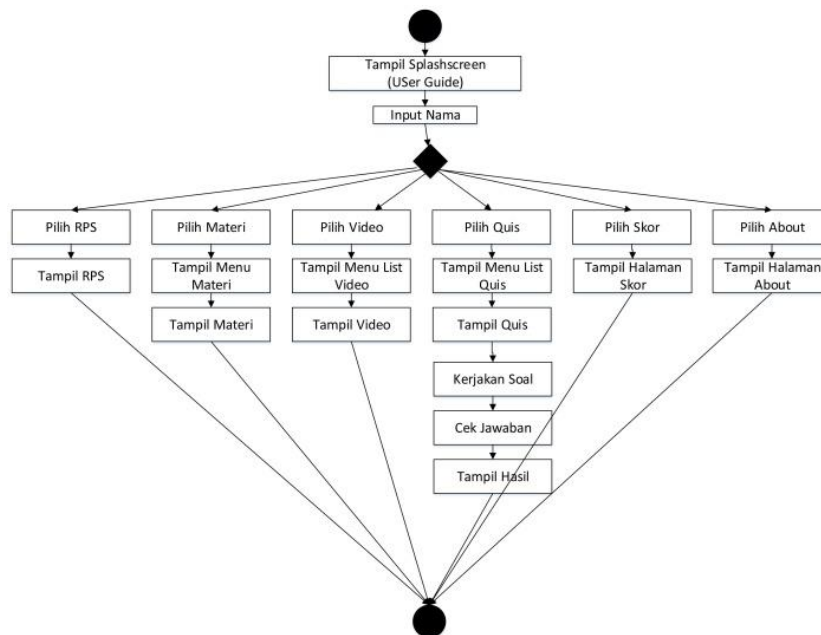 Tampil Splashscreen
(USer Guide)
Input Nama
Pilih RPS
Pilih Materi
Pilih Video
Pilih Quis
Pilih Skor
Pilih About
Tampil RPS
Tampil Menu
Materi
Tampil Menu List
Video
Tampil Menu List
Quis
Tampil Halaman
Skor
Tampil Halaman
About
Tampil Materi
Tampil Video
Tampil Quis
Kerjakan Soal
Cek Jawaban
Tampil Hasil